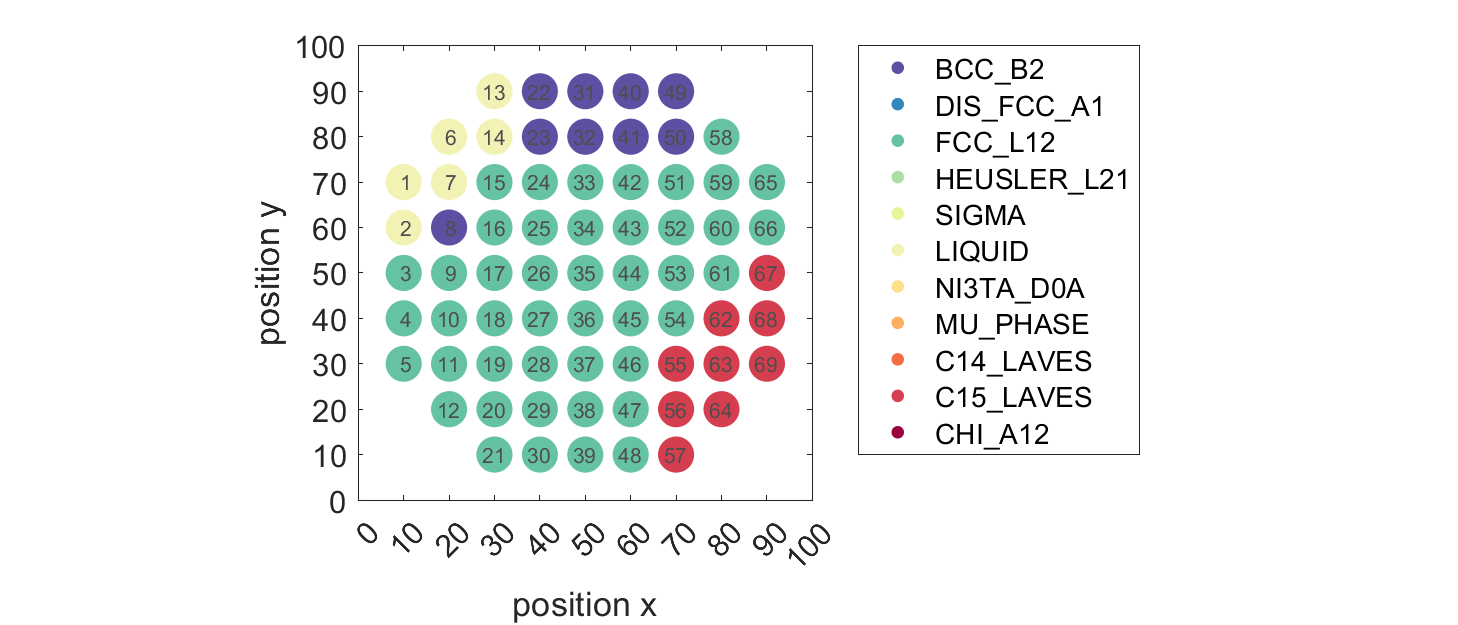 100
90
80
70
60
50
40
30
20
10
0
13 22 31 40 49
6 14 23 32 41 50 58
1 7 15 24 33 42 51 59 65
2 8 16 25 34 43 52 60 66
3 9 17 26 35 44 53 61 67
4 10 18 27 36 45 54 62 68
5 11 19 28 37 46 55 63 69
12 20 29 38 47 56 64
21 30 39 48 57
0 10 20 30 40 50 60 70 80 90 100
position x
position y
BCC_B2
DIS_FCC_A1
FCC_L12
HEUSLER_L21
SIGMA
LIQUID
NI3TA_D0A
MU_PHASE
C14_LAVES
C15_LAVES
CHI_A12